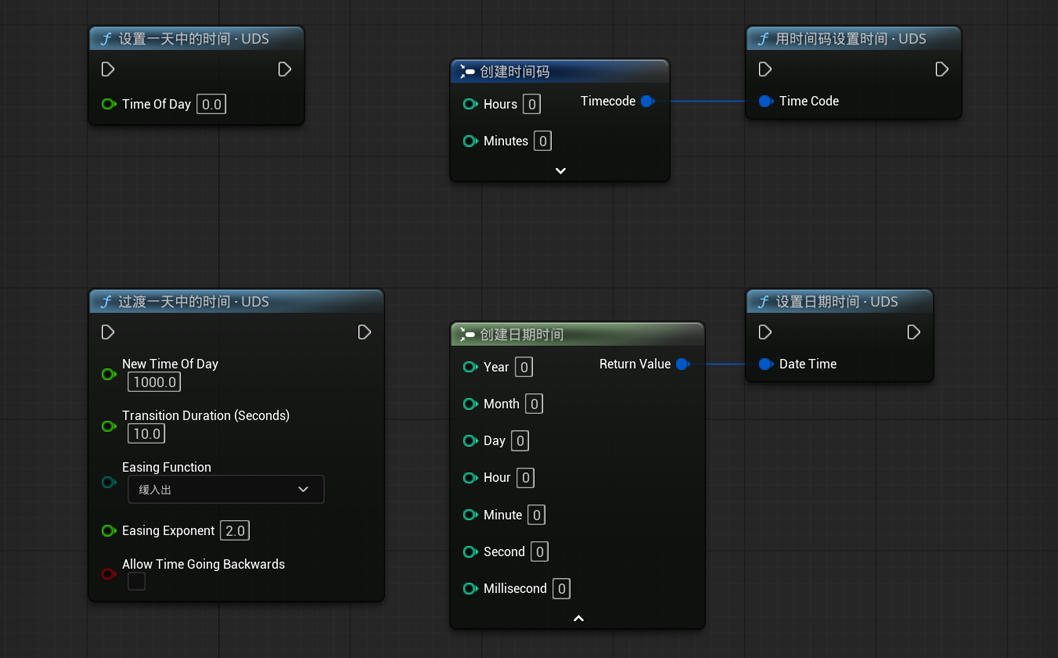 设置一天中的时间 · UDS
Time Of Day 0.0
创建时间码
Hours 0
Timecode
Minutes 0
用时间码设置时间 · UDS
Time Code
过渡一天中的时间 · UDS
New Time Of Day
1000.0
Transition Duration (Seconds)
10.0
Easing Function
缓入出
Easing Exponent 2.0
Allow Time Going Backwards
创建日期时间
Year 0
Return Value
Month 0
Day 0
Hour 0
Minute 0
Second 0
Millisecond 0
设置日期时间 · UDS
Date Time